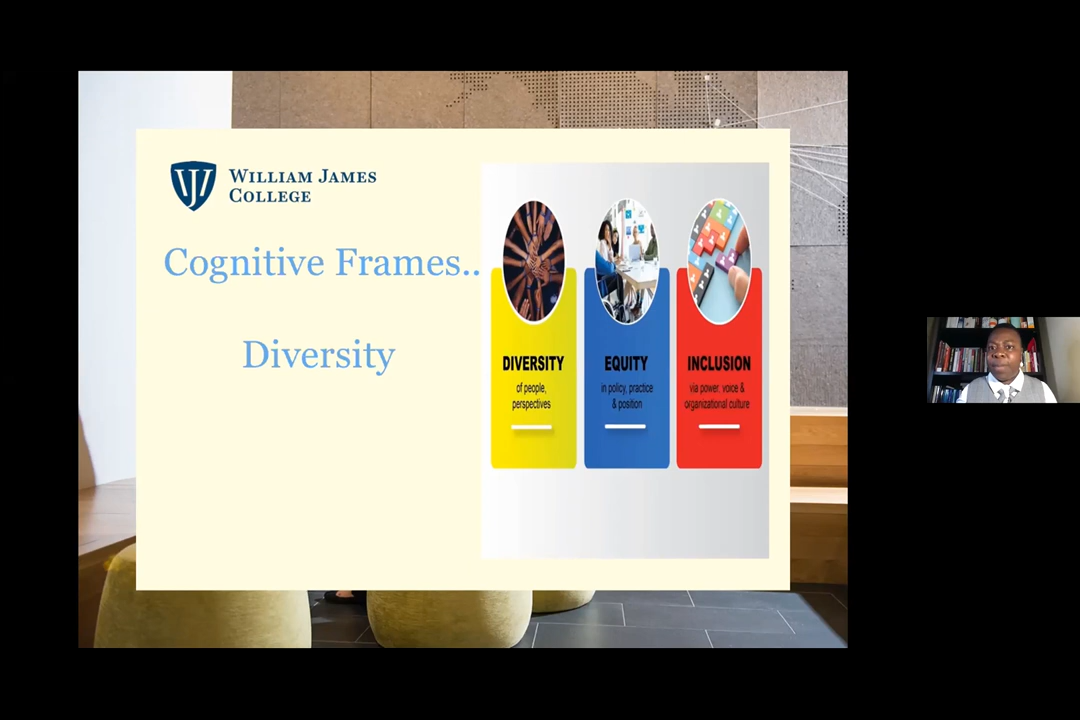 WILLIAM JAMES
COLLEGE
Cognitive Frames..
Diversity
DIVERSITY
of people,
perspectives
EQUITY
in policy, practice
& position
INCLUSION
via power, voice &
organizational culture